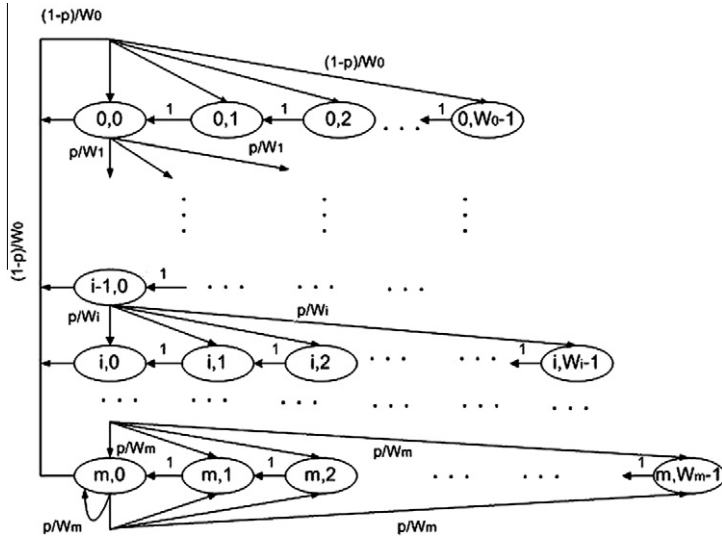 (1-p)/W0
(1-p)/W0
0,0 1 0,1 1 0,2 . . . 1 0,W0-1
p/W1 p/W1
(1-p)/W0
i-1,0 1 . . . . . . . . .
p/Wi p/Wi
i,0 1 i,1 1 i,2 . . . . . . 1 i,Wi-1
. . . . . . . . . . . . . . .
p/Wm p/Wm
m,0 1 m,1 1 m,2 . . . . . . 1 m,Wm-1
p/Wm p/Wm